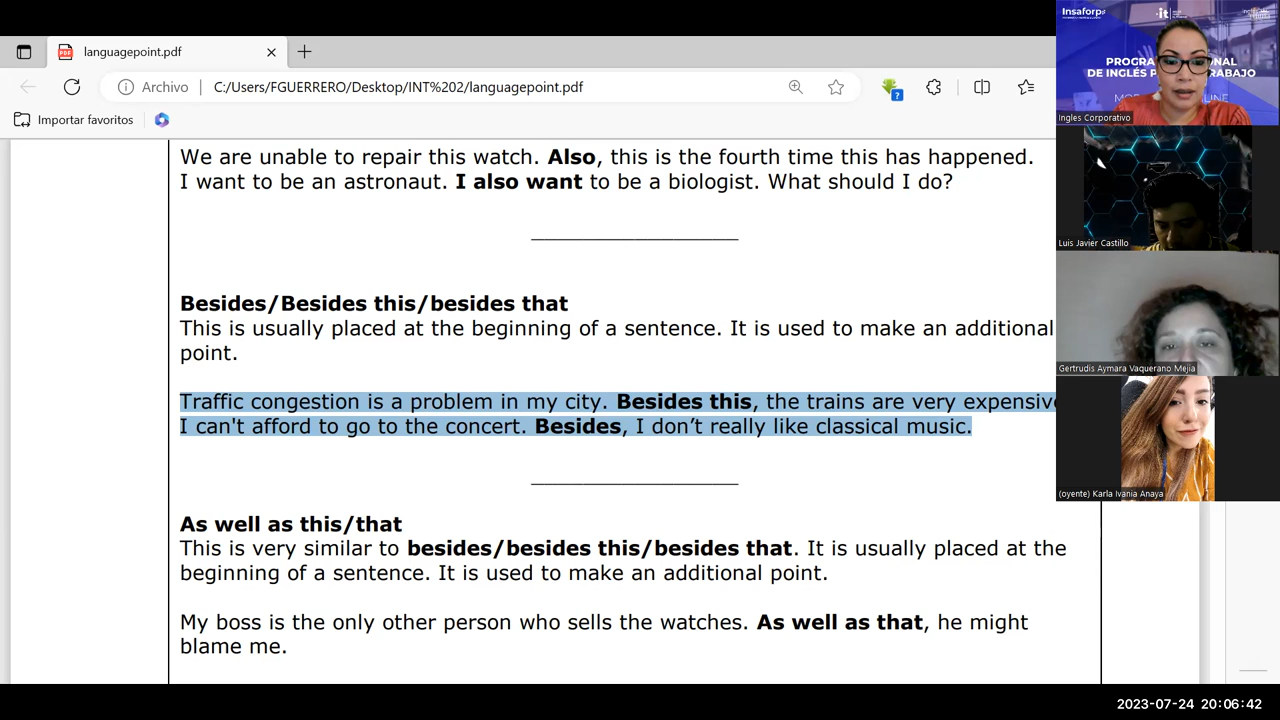 languagepoint.pdf
Archivo
C:/Users/FGUERRERO/Desktop/INT%202/languagepoint.pdf
Importar favoritos
We are unable to repair this watch. Also, this is the fourth time this has happened.
I want to be an astronaut. I also want to be a biologist. What should I do?
Besides/Besides this/besides that
This is usually placed at the beginning of a sentence. It is used to make an additional
point.
Traffic congestion is a problem in my city. Besides this, the trains are very expensive
I can't afford to go to the concert. Besides, I don’t really like classical music.
As well as this/that
This is very similar to besides/besides this/besides that. It is usually placed at the
beginning of a sentence. It is used to make an additional point.
My boss is the only other person who sells the watches. As well as that, he might
blame me.
Insaforp
it
Ingles Corporativo
Luis Javier Castillo
Gertrudis Aymara Vaquerano Mejia
(oyente) Karla Ivania Anaya
2023-07-24 20:06:42